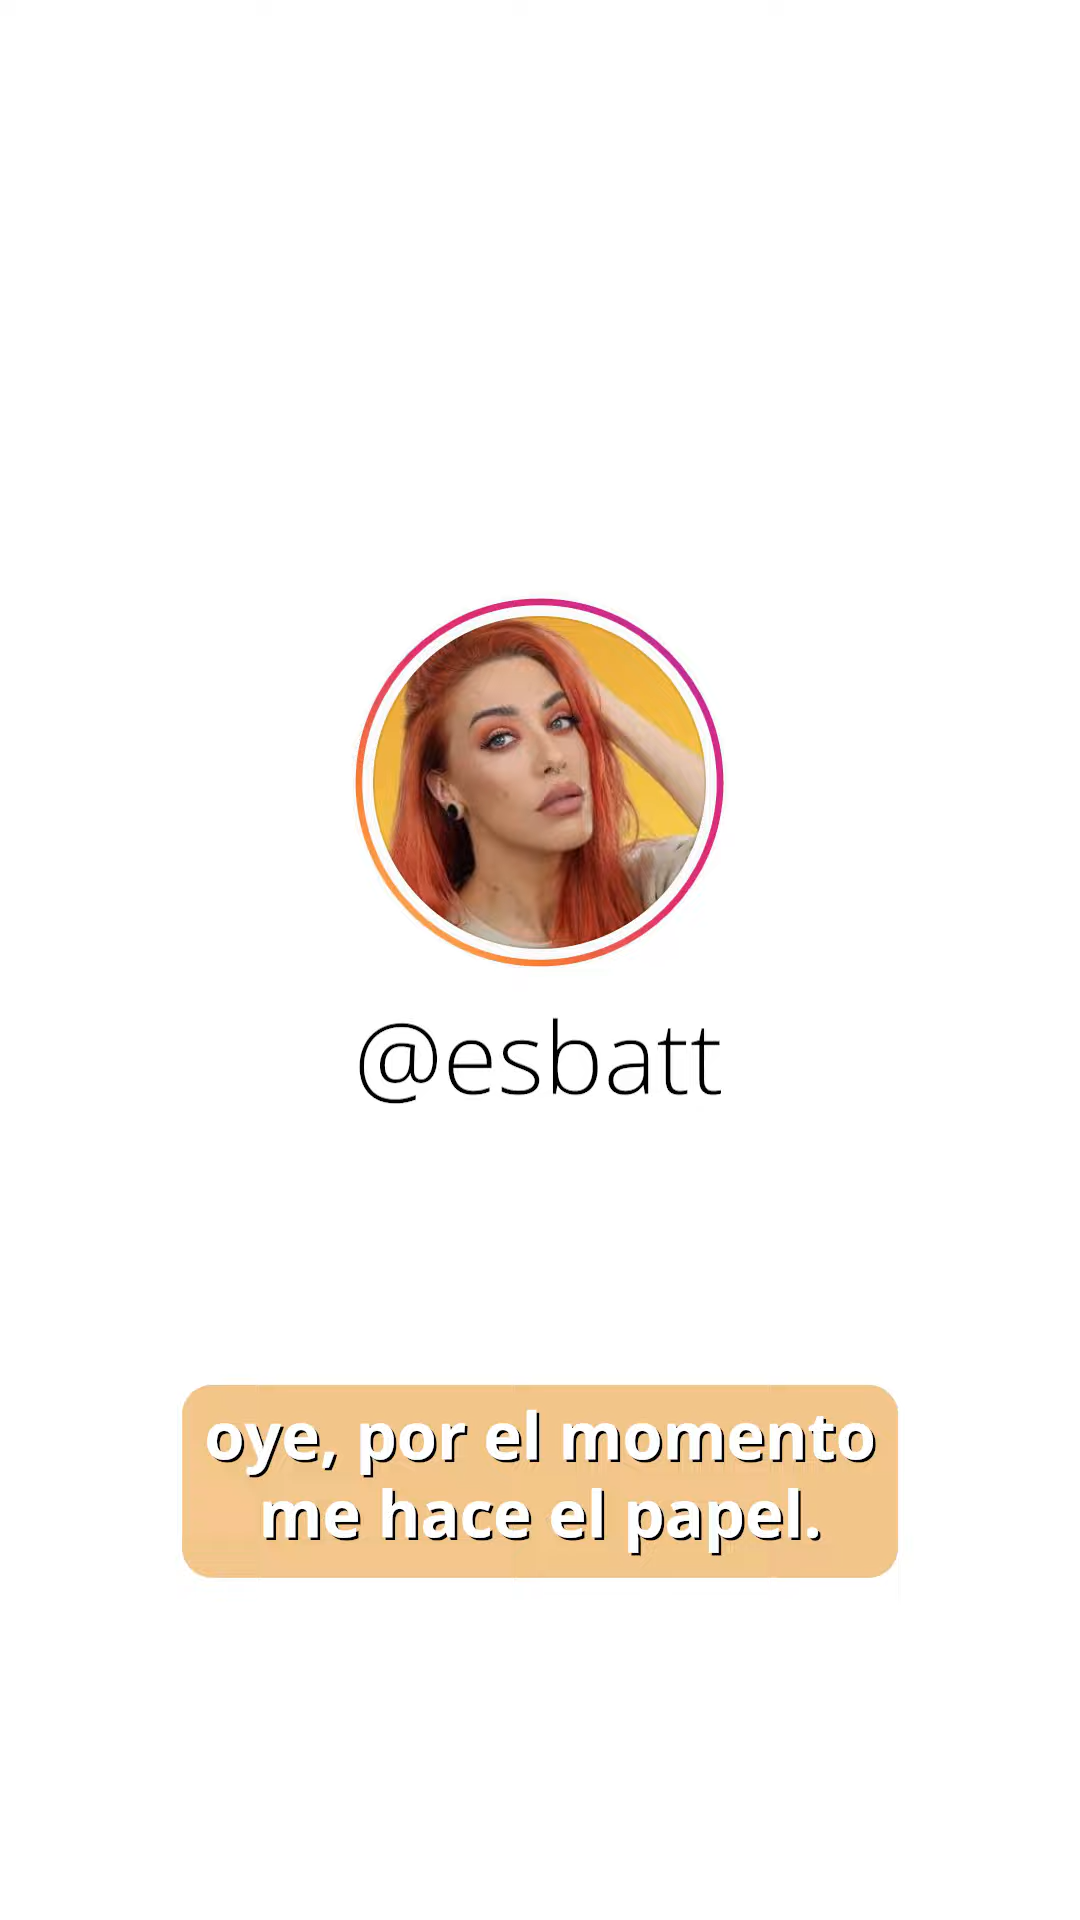 @esbatt
oye, por el momento
me hace el papel.